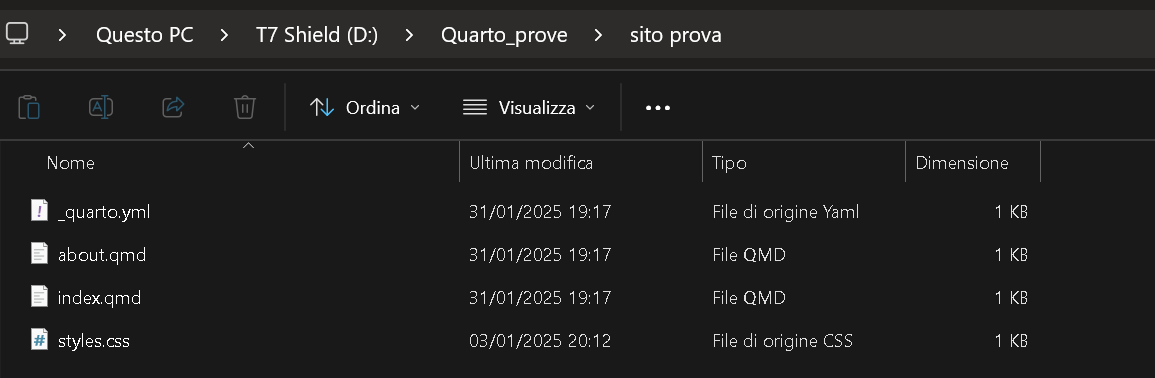 Questo PC > T7 Shield (D:) > Quarto_prove > sito prova
Ordina Visualizza
Nome Ultima modifica Tipo Dimensione
_quarto.yml 31/01/2025 19:17 File di origine Yaml 1 KB
about.qmd 31/01/2025 19:17 File QMD 1 KB
index.qmd 31/01/2025 19:17 File QMD 1 KB
styles.css 03/01/2025 20:12 File di origine CSS 1 KB